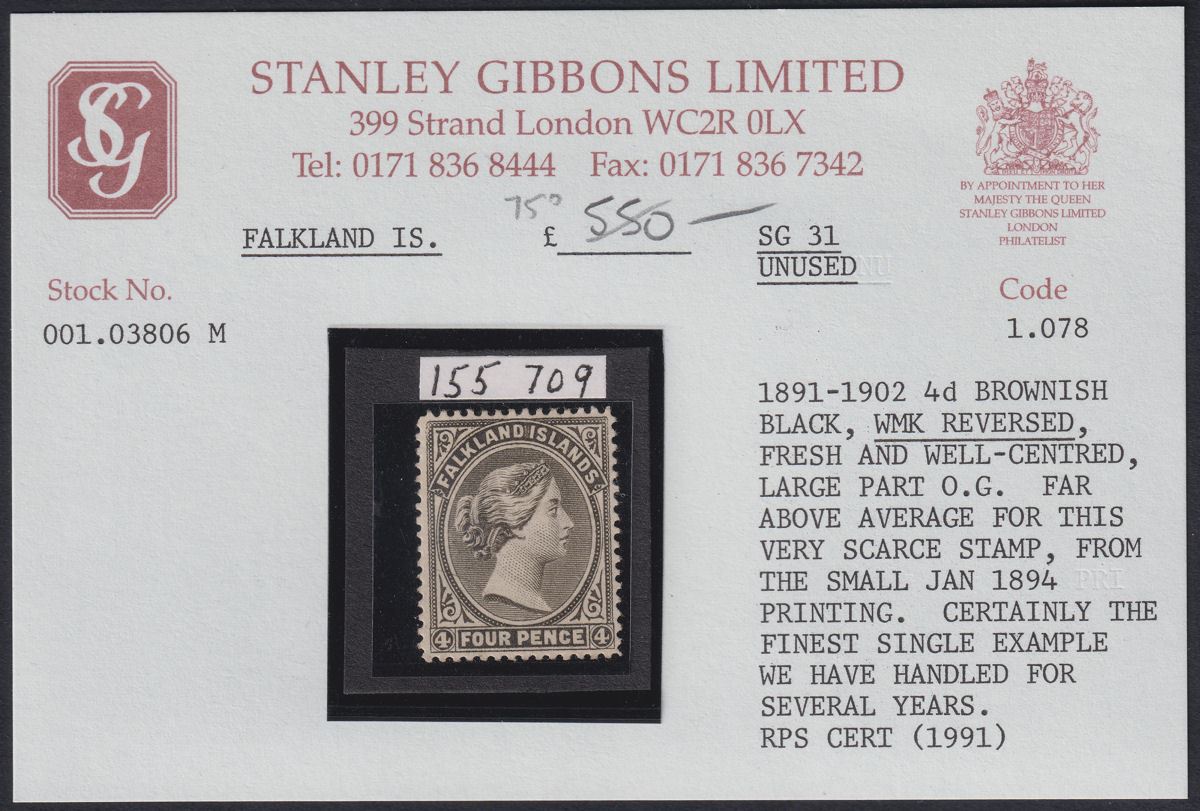 SG
STANLEY GIBBONS LIMITED
399 Strand London WC2R 0LX
Tel: 0171 836 8444 Fax: 0171 836 7342
BY APPOINTMENT TO HER
MAJESTY THE QUEEN
STANLEY GIBBONS LIMITED
LONDON
PHILATELIST
FALKLAND IS.
750
£ 550 —
SG 31
UNUSED
Stock No.
001.03806 M
Code
1.078
155 709
FALKLAND ISLANDS
4 FOUR PENCE 4
1891-1902 4d BROWNISH
BLACK, WMK REVERSED,
FRESH AND WELL-CENTRED,
LARGE PART O.G. FAR
ABOVE AVERAGE FOR THIS
VERY SCARCE STAMP, FROM
THE SMALL JAN 1894 PRI
PRINTING. CERTAINLY THE
FINEST SINGLE EXAMPLE
WE HAVE HANDLED FOR
SEVERAL YEARS.
RPS CERT (1991)